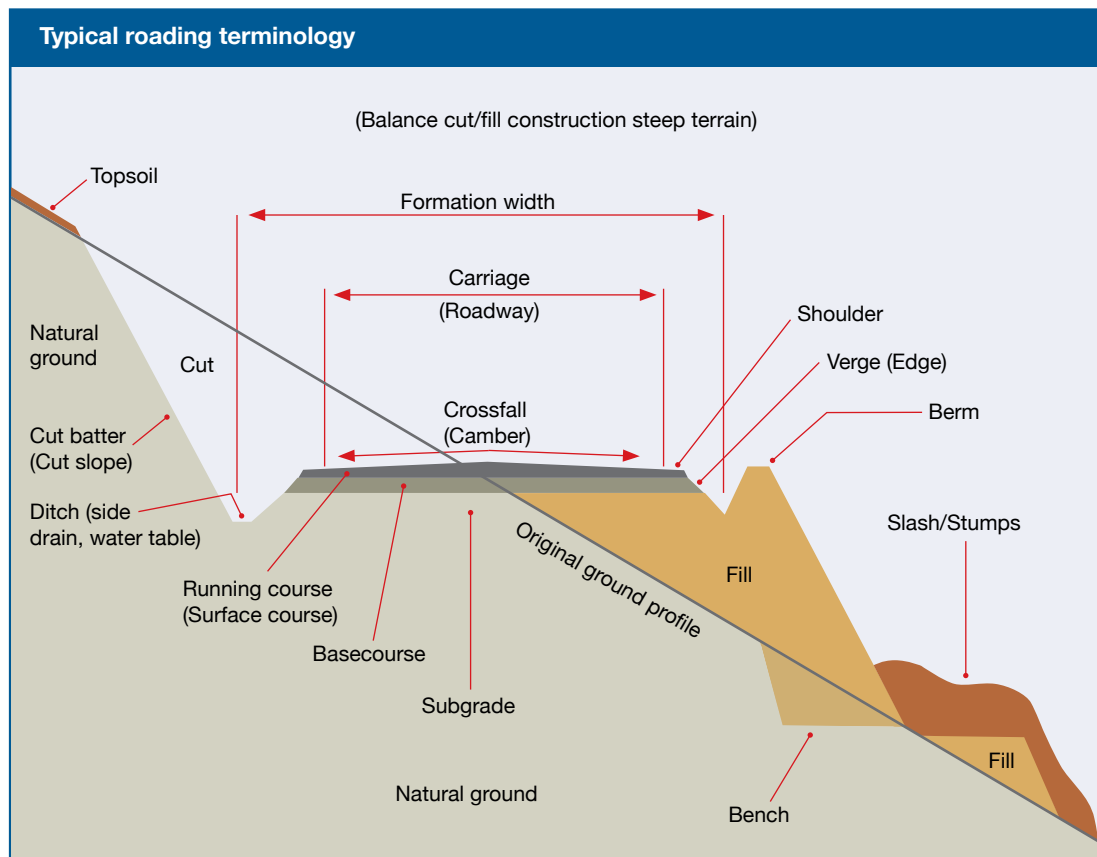 Typical roading terminology
(Balance cut/fill construction steep terrain)
Topsoil
Formation width
Carriage
(Roadway)
Shoulder
Natural
ground
Cut
Verge (Edge)
Crossfall
(Camber)
Berm
Cut batter
(Cut slope)
Ditch (side
drain, water table)
Slash/Stumps
Original ground profile
Fill
Running course
(Surface course)
Basecourse
Subgrade
Fill
Natural ground
Bench